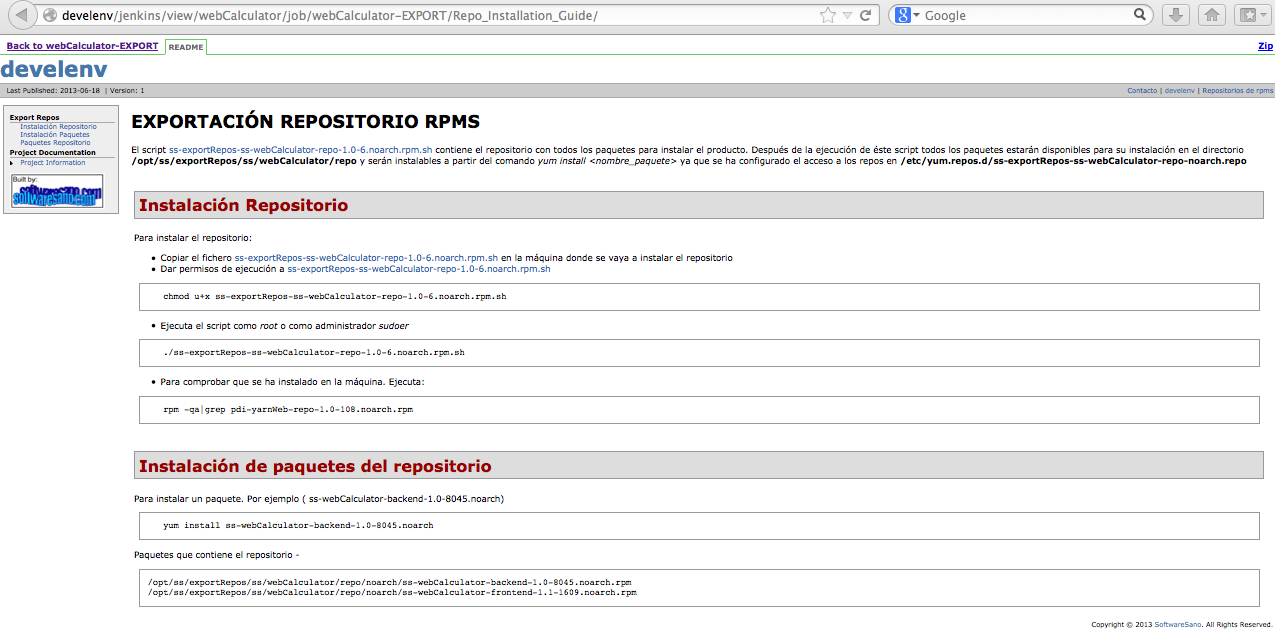 develenv/jenkins/view/webCalculator/job/webCalculator-EXPORT/Repo_Installation_Guide/
Google
Back to webCalculator-EXPORT
README
Zip
develenv
Last Published: 2013-06-18 | Version: 1
Contacto | develenv | Repositorios de rpms
Export Repos
Instalación Repositorio
Instalación Paquetes
Paquetes Repositorio
Project Documentation
Project Information
Built by:
softwaresano.com
softwaresano.com
EXPORTACIÓN REPOSITORIO RPMS
El script ss-exportRepos-ss-webCalculator-repo-1.0-6.noarch.rpm.sh contiene el repositorio con todos los paquetes para instalar el producto. Después de la ejecución de éste script todos los paquetes estarán disponibles para su instalación en el directorio
/opt/ss/exportRepos/ss/webCalculator/repo y serán instalables a partir del comando yum install <nombre_paquete> ya que se ha configurado el acceso a los repos en /etc/yum.repos.d/ss-exportRepos-ss-webCalculator-repo-noarch.repo
Instalación Repositorio
Para instalar el repositorio:
• Copiar el fichero ss-exportRepos-ss-webCalculator-repo-1.0-6.noarch.rpm.sh en la máquina donde se vaya a instalar el repositorio
• Dar permisos de ejecución a ss-exportRepos-ss-webCalculator-repo-1.0-6.noarch.rpm.sh
chmod u+x ss-exportRepos-ss-webCalculator-repo-1.0-6.noarch.rpm.sh
• Ejecuta el script como root o como administrador sudoer
./ss-exportRepos-ss-webCalculator-repo-1.0-6.noarch.rpm.sh
• Para comprobar que se ha instalado en la máquina. Ejecuta:
rpm -qa|grep pdi-yarnWeb-repo-1.0-108.noarch.rpm
Instalación de paquetes del repositorio
Para instalar un paquete. Por ejemplo ( ss-webCalculator-backend-1.0-8045.noarch)
yum install ss-webCalculator-backend-1.0-8045.noarch
Paquetes que contiene el repositorio -
/opt/ss/exportRepos/ss/webCalculator/repo/noarch/ss-webCalculator-backend-1.0-8045.noarch.rpm
/opt/ss/exportRepos/ss/webCalculator/repo/noarch/ss-webCalculator-frontend-1.1-1609.noarch.rpm
Copyright © 2013 SoftwareSano. All Rights Reserved.